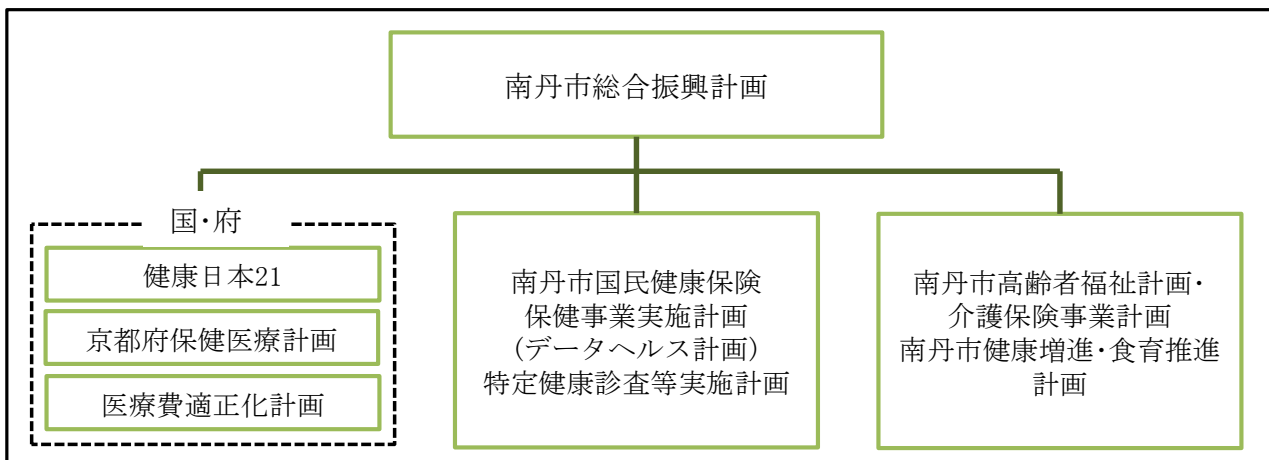 南丹市総合振興計画
国・府
健康日本21
京都府保健医療計画
医療費適正化計画
南丹市国民健康保険
保健事業実施計画
(データヘルス計画)
特定健康診査等実施計画
南丹市高齢者福祉計画・
介護保険事業計画
南丹市健康増進・食育推進
計画